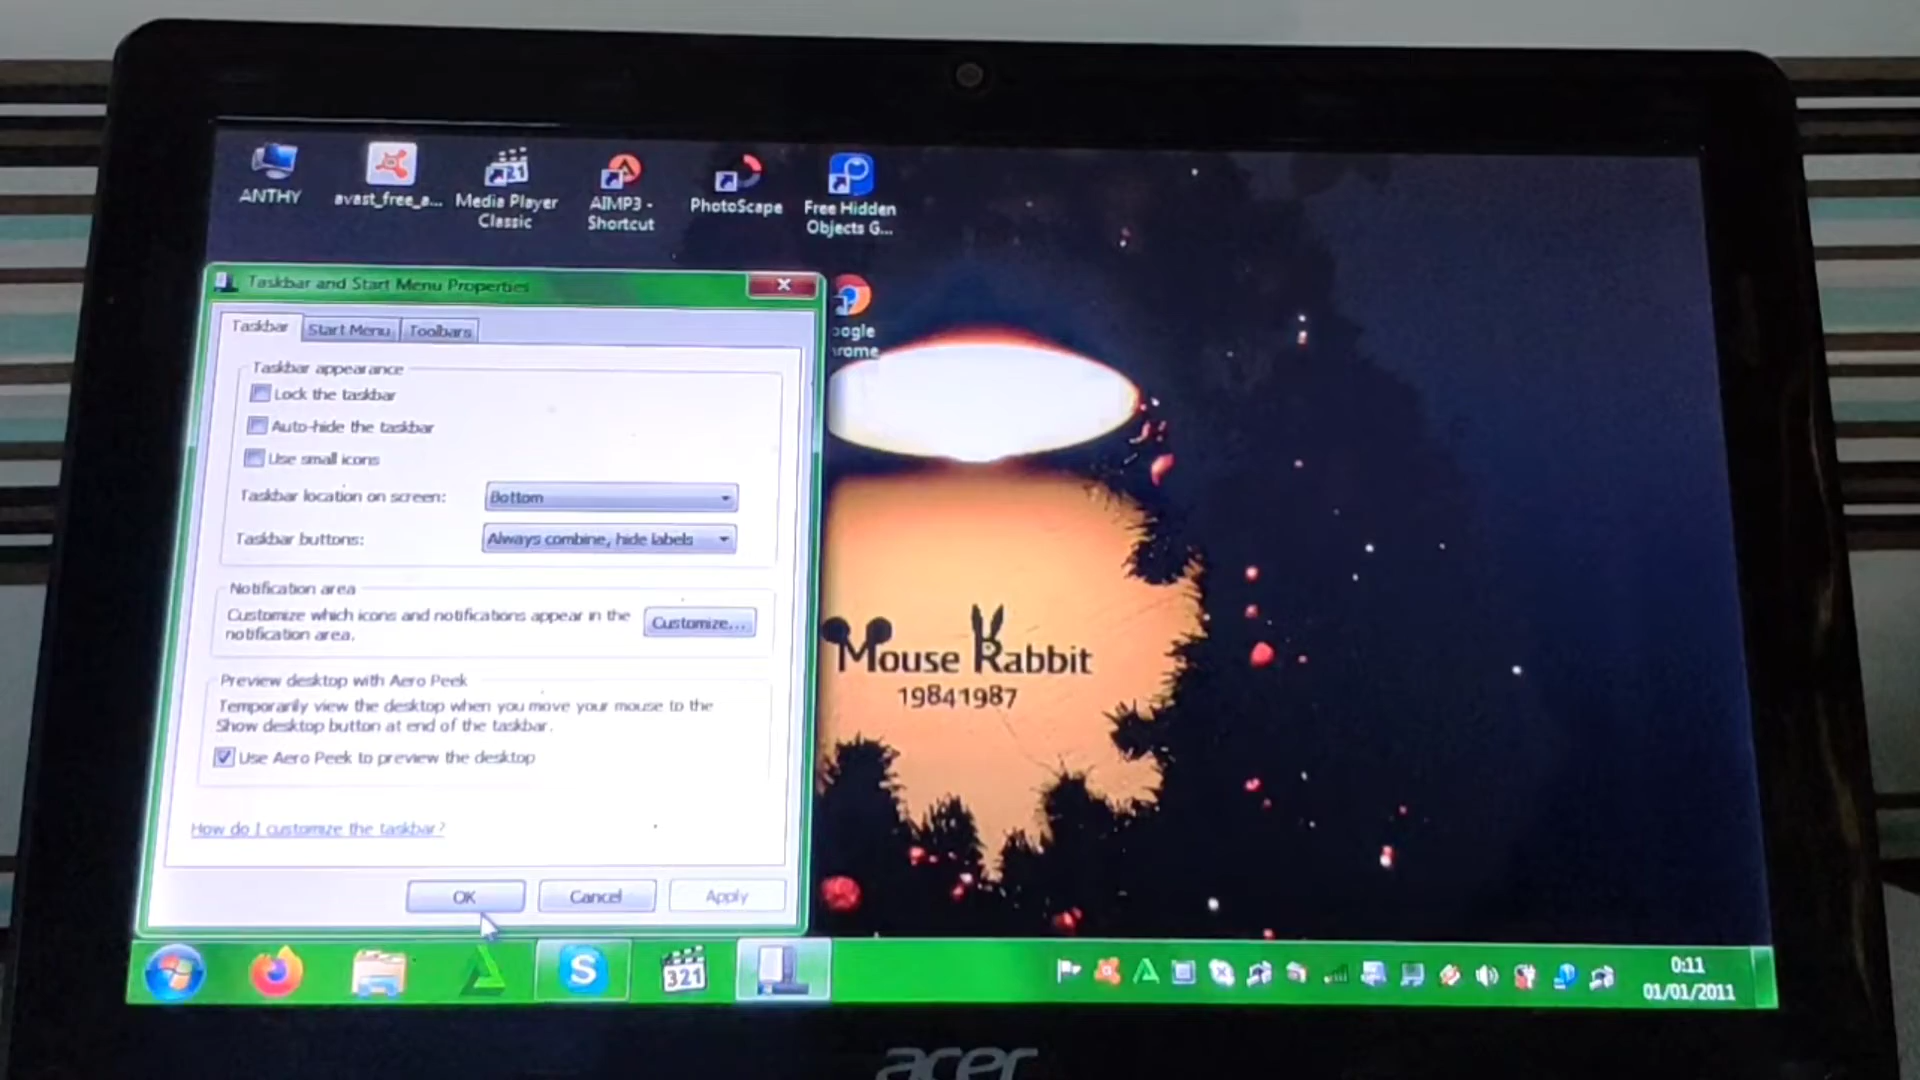 ANTHY
avast_free_a...
321
Media Player
Classic
AIMP3 -
Shortcut
PhotoScape
Free Hidden
Objects G...
oogle
hrome
Taskbar and Start Menu Properties
Taskbar
Start Menu
Toolbars
Taskbar appearance
Lock the taskbar
Auto-hide the taskbar
Use small icons
Taskbar location on screen:
Bottom
Taskbar buttons:
Always combine, hide labels
Notification area
Customize which icons and notifications appear in the
notification area.
Customize...
Preview desktop with Aero Peek
Temporarily view the desktop when you move your mouse to the
Show desktop button at end of the taskbar.
Use Aero Peek to preview the desktop
How do I customize the taskbar?
OK
Cancel
Apply
Mouse Rabbit
19841987
S
321
0:11
01/01/2011
acer